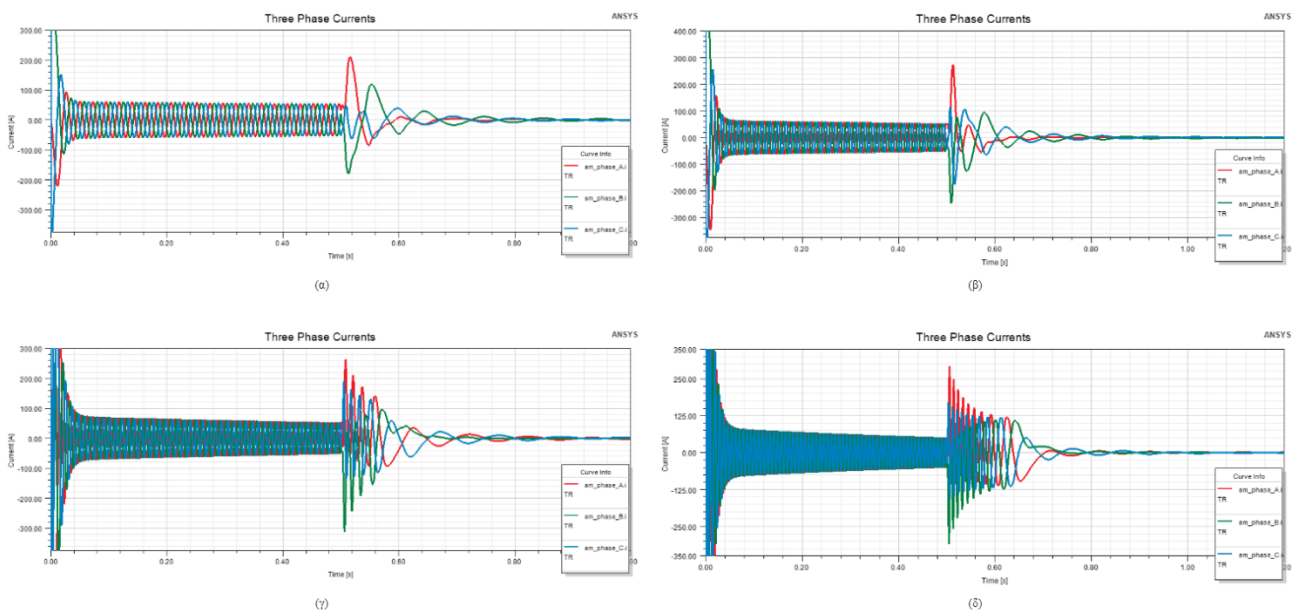 Three Phase Currents
ANSYS
300.00
200.00
100.00
0.00
-100.00
-200.00
-300.00
Current [A]
Curve Info
am_phase_A.i
TR
am_phase_B.i
TR
am_phase_C.i
TR
0.00 0.20 0.40 0.60 0.80
Time [s]
(α)
Three Phase Currents
ANSYS
400.00
300.00
200.00
100.00
0.00
-100.00
-200.00
-300.00
Current [A]
Curve Info
am_phase_A.i
TR
am_phase_B.i
TR
am_phase_C.i
TR
0.00 0.20 0.40 0.60 0.80 1.00
Time [s]
(β)
Three Phase Currents
ANSYS
300.00
200.00
100.00
0.00
-100.00
-200.00
-300.00
Current [A]
Curve Info
am_phase_A.i
TR
am_phase_B.i
TR
am_phase_C.i
TR
0.00 0.20 0.40 0.60 0.80
Time [s]
(γ)
Three Phase Currents
ANSYS
350.00
250.00
125.00
0.00
-125.00
-250.00
-350.00
Current [A]
Curve Info
am_phase_A.i
TR
am_phase_B.i
TR
am_phase_C.i
TR
0.00 0.20 0.40 0.60 0.80 1.00
Time [s]
(δ)